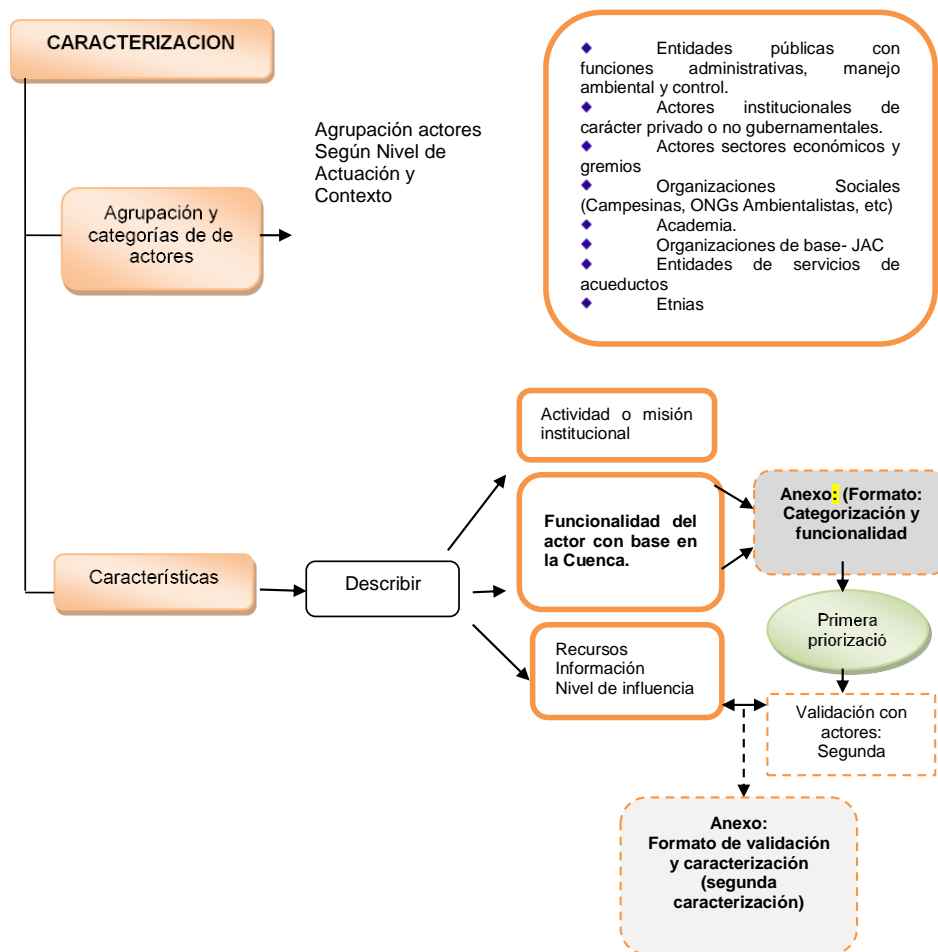 CARACTERIZACION
Entidades públicas con
funciones administrativas, manejo
ambiental y control.
Actores institucionales de
carácter privado o no gubernamentales.
Actores sectores económicos y
gremios
Organizaciones Sociales
(Campesinas, ONGs Ambientalistas, etc)
Academia.
Organizaciones de base- JAC
Entidades de servicios de
acueductos
Etnias
Agrupación actores
Según Nivel de
Actuación y
Contexto
Agrupación y
categorías de de
actores
Actividad o misión
institucional
Funcionalidad del
actor con base en
la Cuenca.
Anexo: (Formato:
Categorización y
funcionalidad
Característicias
Describir
Primera
priorizació
Recursos
Información
Nivel de influencia
Validación con
actores:
Segunda
Anexo:
Formato de validación
y caracterización
(segunda
caracterización)